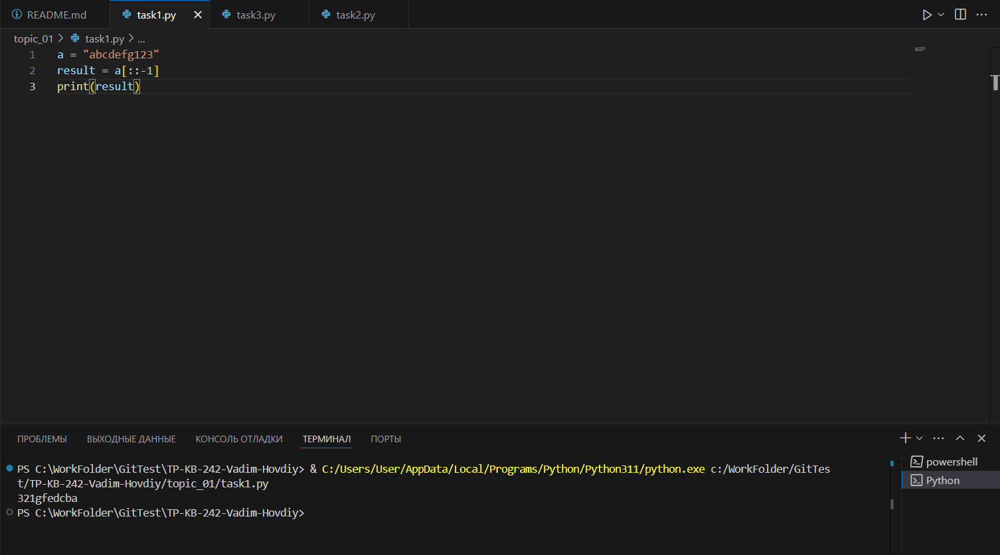 README.md task1.py task3.py task2.py
topic_01 > task1.py > ...
1 a = "abcdefg123"
2 result = a[::-1]
3 print(result)
ПРОБЛЕМЫ ВЫХОДНЫЕ ДАННЫЕ КОНСОЛЬ ОТЛАДКИ ТЕРМИНАЛ ПОРТЫ
PS C:\WorkFolder\GitTest\TP-KB-242-Vadim-Hovdiy> & C:/Users/User/AppData/Local/Programs/Python/Python311/python.exe c:/WorkFolder/GitTes
t/TP-KB-242-Vadim-Hovdiy/topic_01/task1.py
321gfedcba
PS C:\WorkFolder\GitTest\TP-KB-242-Vadim-Hovdiy>
powershell
Python